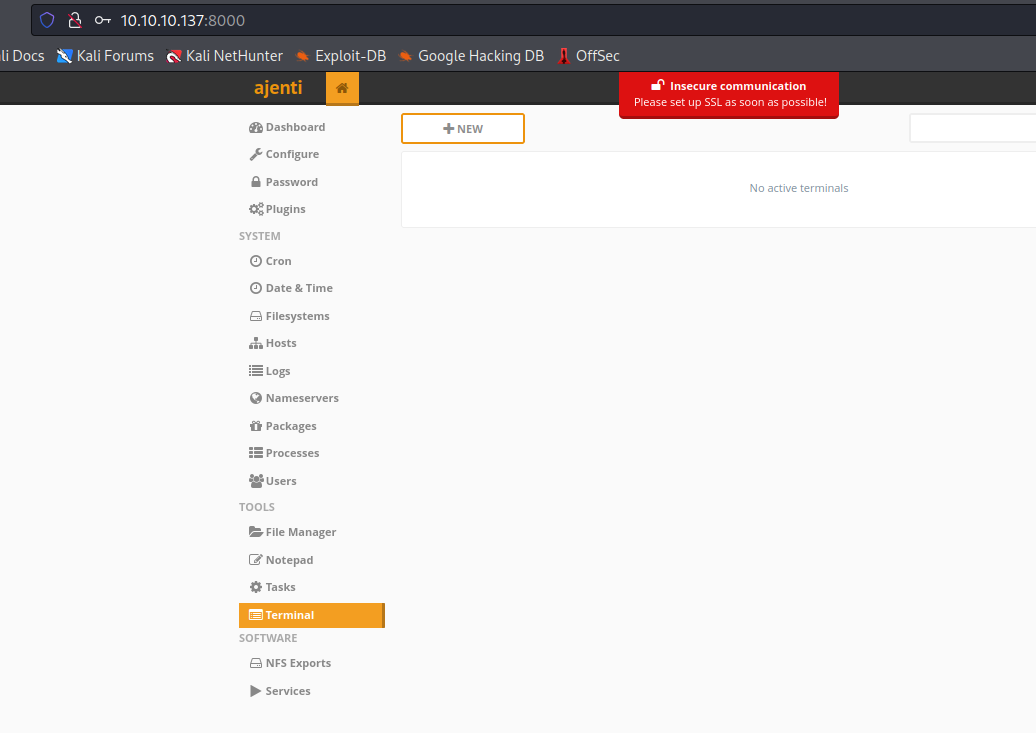 10.10.10.137:8000
li Docs Kali Forums Kali NetHunter Exploit-DB Google Hacking DB OffSec
ajenti
Insecure communication
Please set up SSL as soon as possible!
Dashboard
Configure
Password
Plugins
SYSTEM
Cron
Date & Time
Filesystems
Hosts
Logs
Nameservers
Packages
Processes
Users
TOOLS
File Manager
Notepad
Tasks
Terminal
SOFTWARE
NFS Exports
Services
NEW
No active terminals